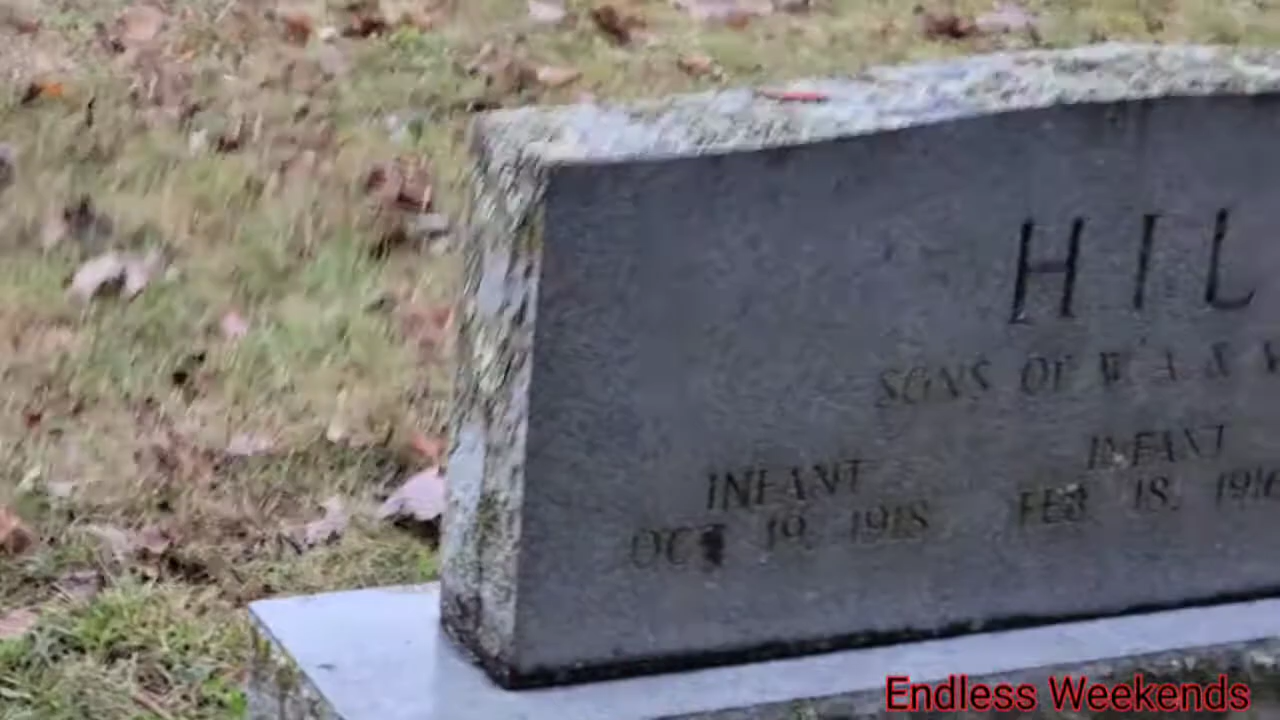 HIL
SONS OF W. A. &
INFANT INFANT
OCT 19, 1918 FEB 18, 1916
Endless Weekends